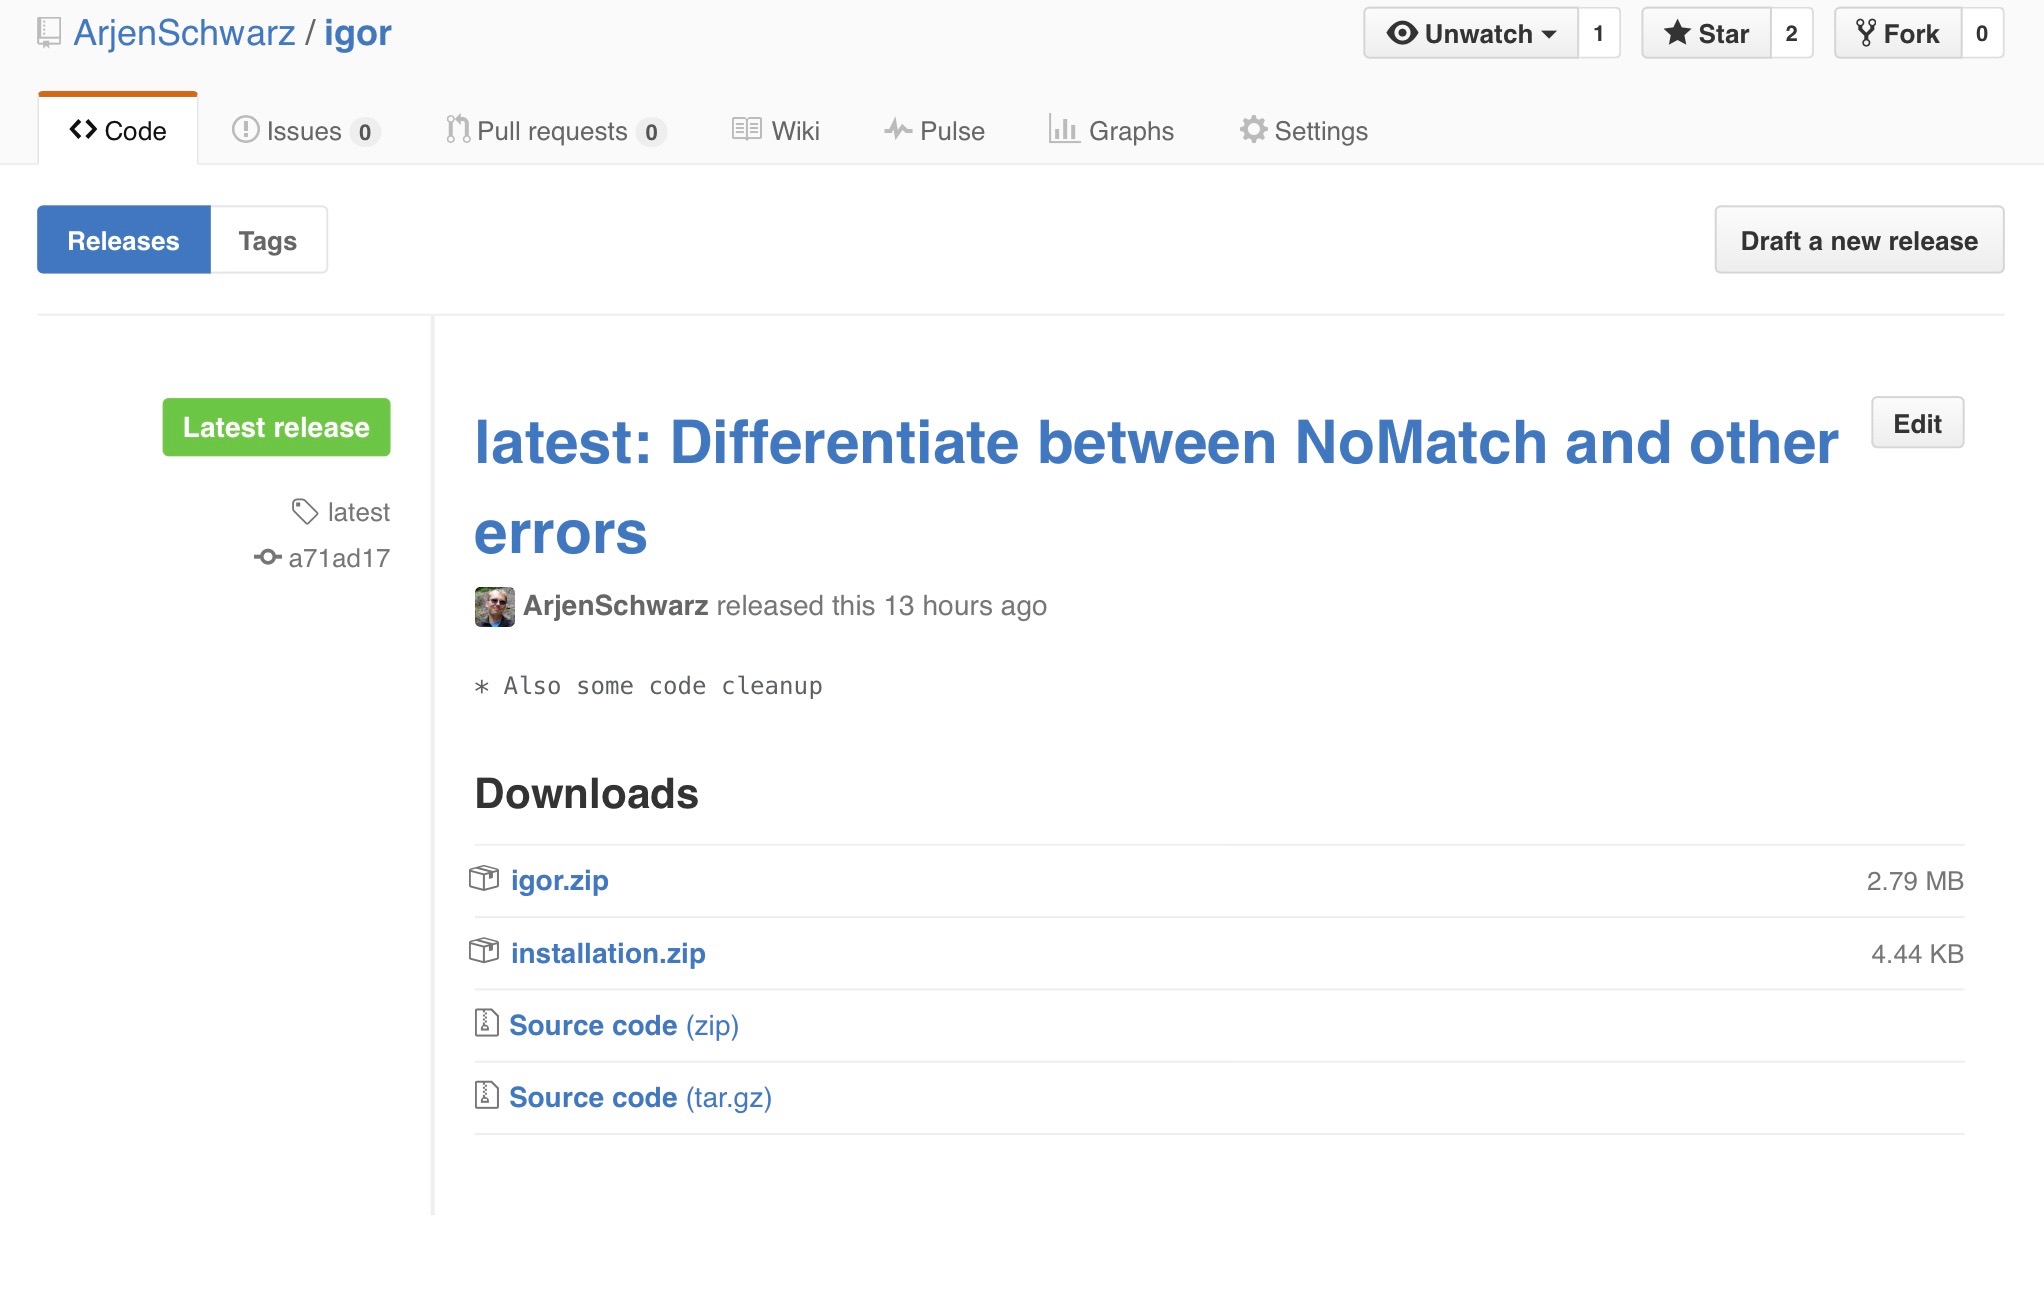 ArjenSchwarz / igor
Unwatch 1 Star 2 Fork 0
Code Issues 0 Pull requests 0 Wiki Pulse Graphs Settings
Releases Tags Draft a new release
Latest release
latest
a71ad17
latest: Differentiate between NoMatch and other
errors
Edit
ArjenSchwarz released this 13 hours ago
* Also some code cleanup
Downloads
igor.zip 2.79 MB
installation.zip 4.44 KB
Source code (zip)
Source code (tar.gz)